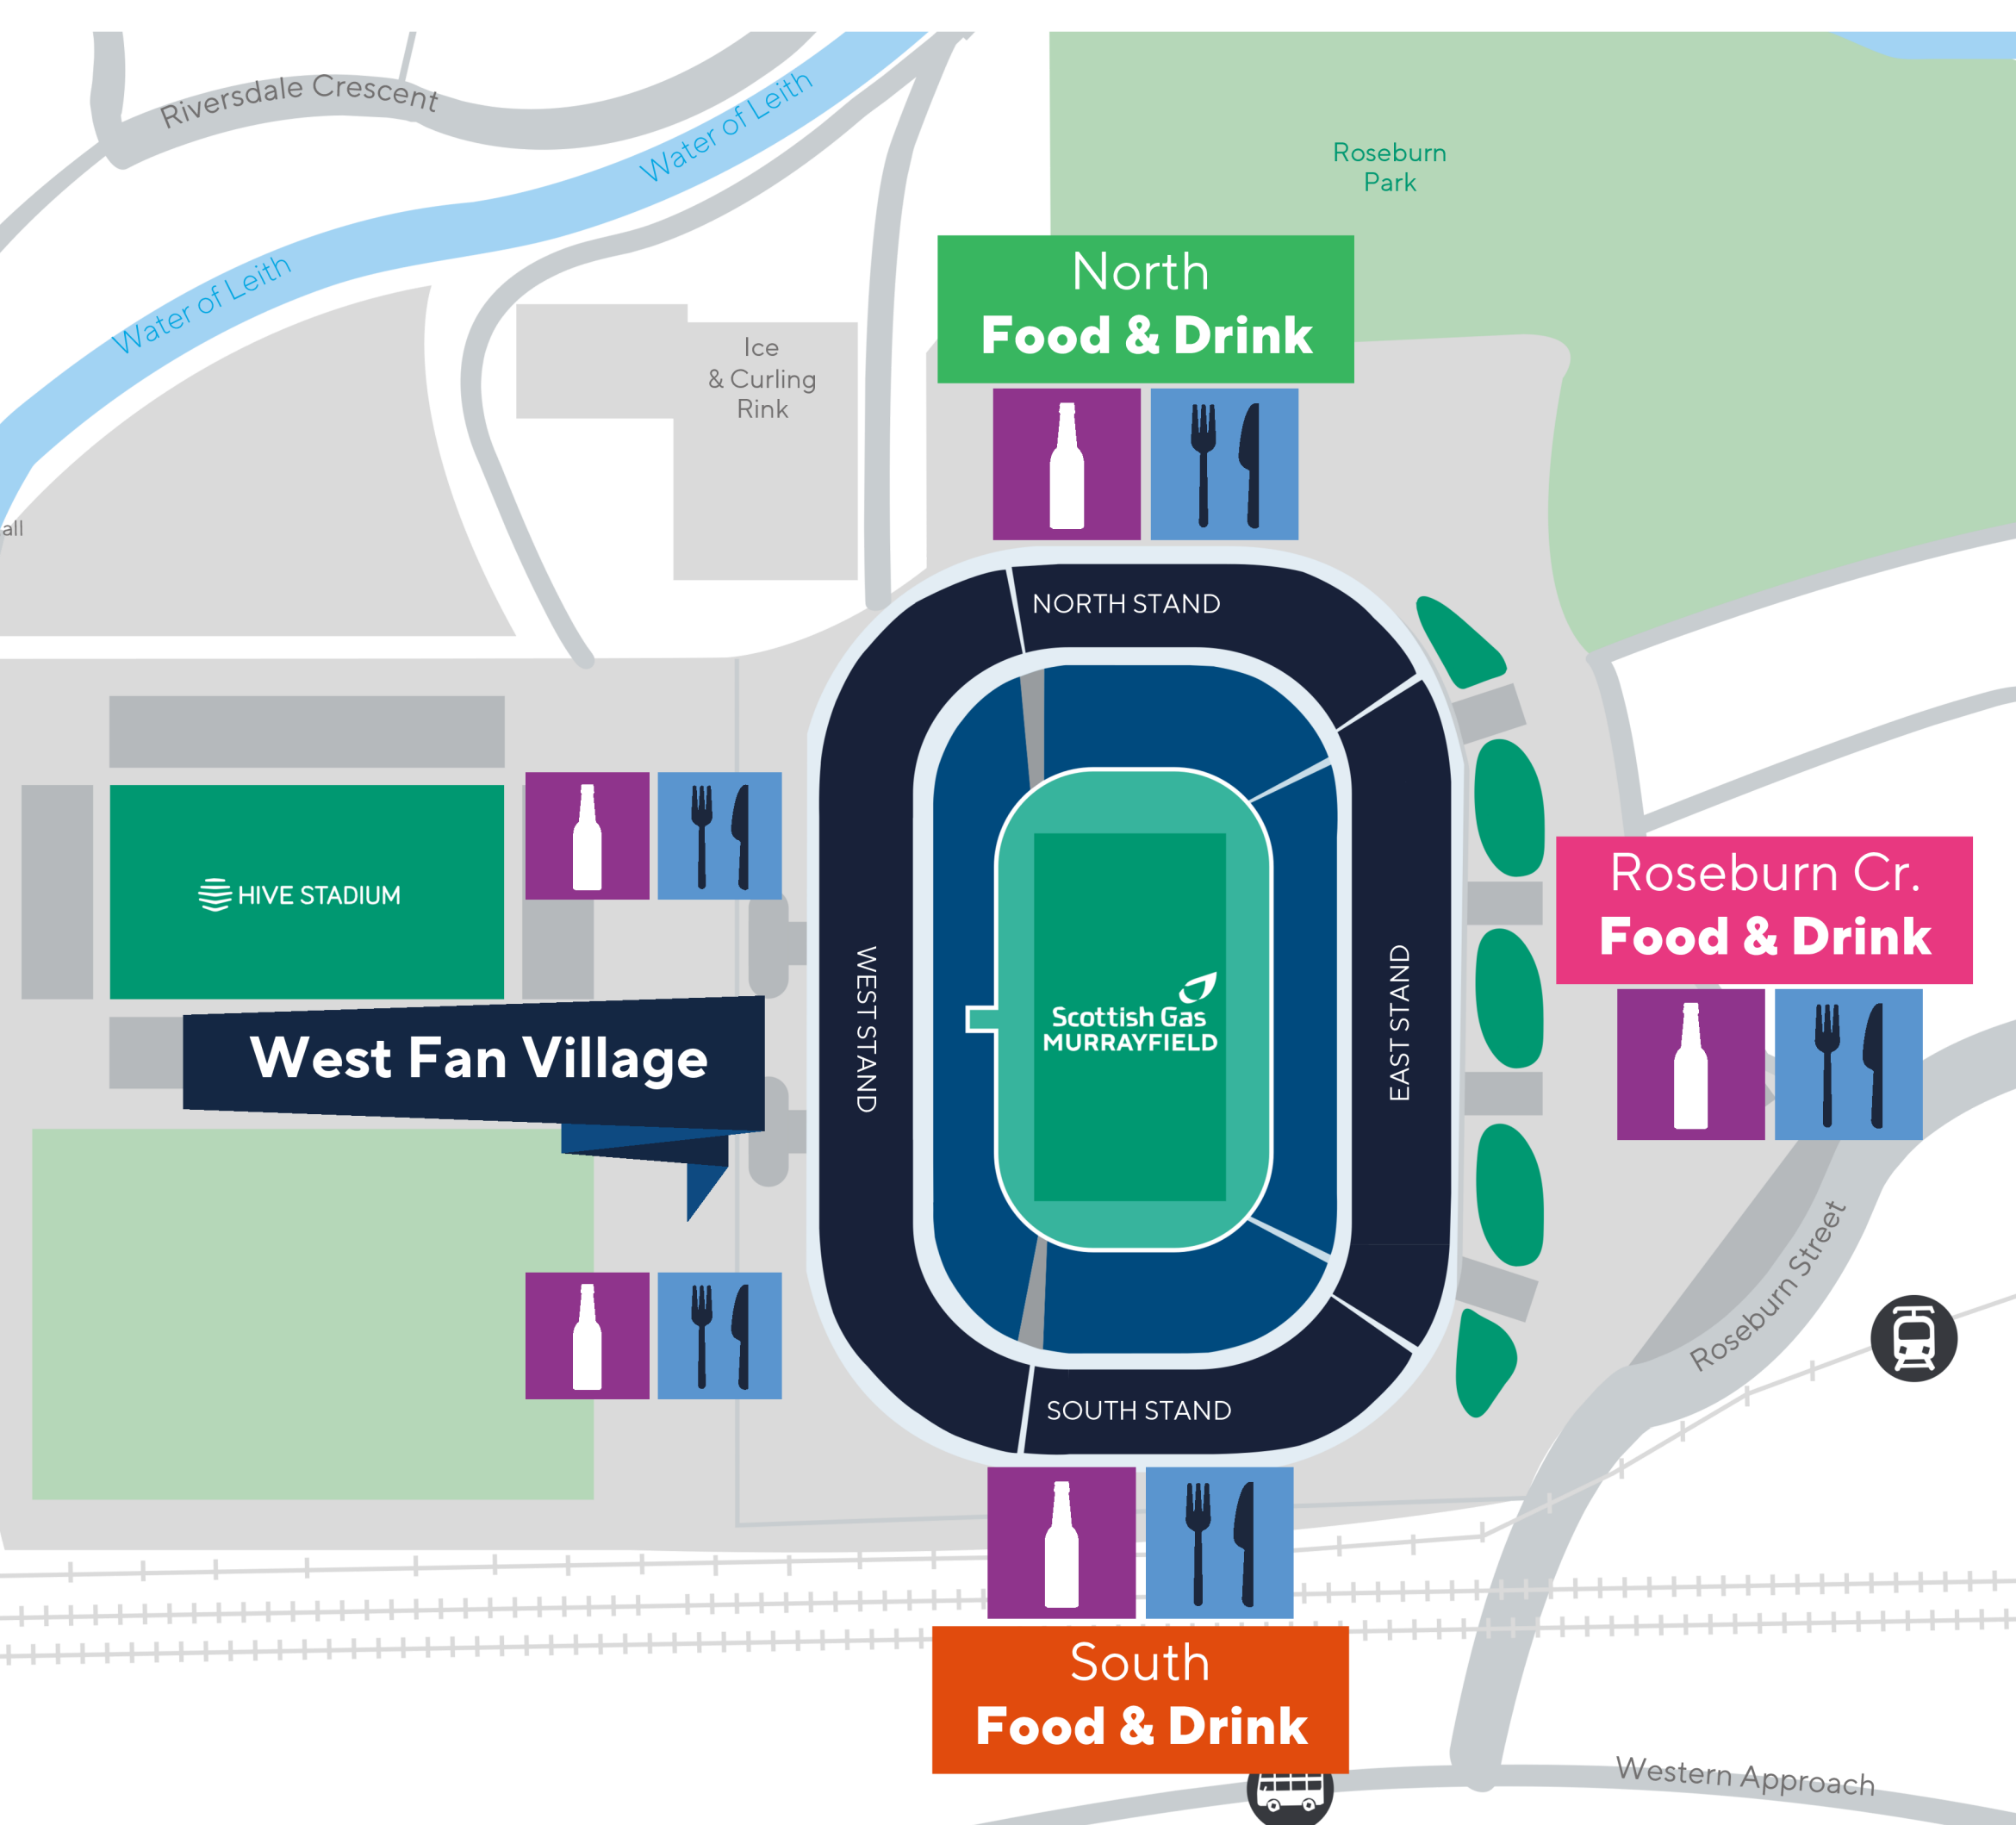 Riversdale Crescent
Water of Leith
Water of Leith
Roseburn
Park
North
Food & Drink
Ice
& Curling
Rink
all
NORTH STAND
HIVE STADIUM
Roseburn Cr.
Food & Drink
WEST STAND
EAST STAND
Scottish Gas
MURRAYFIELD
West Fan Village
Roseburn Street
SOUTH STAND
South
Food & Drink
Western Approach